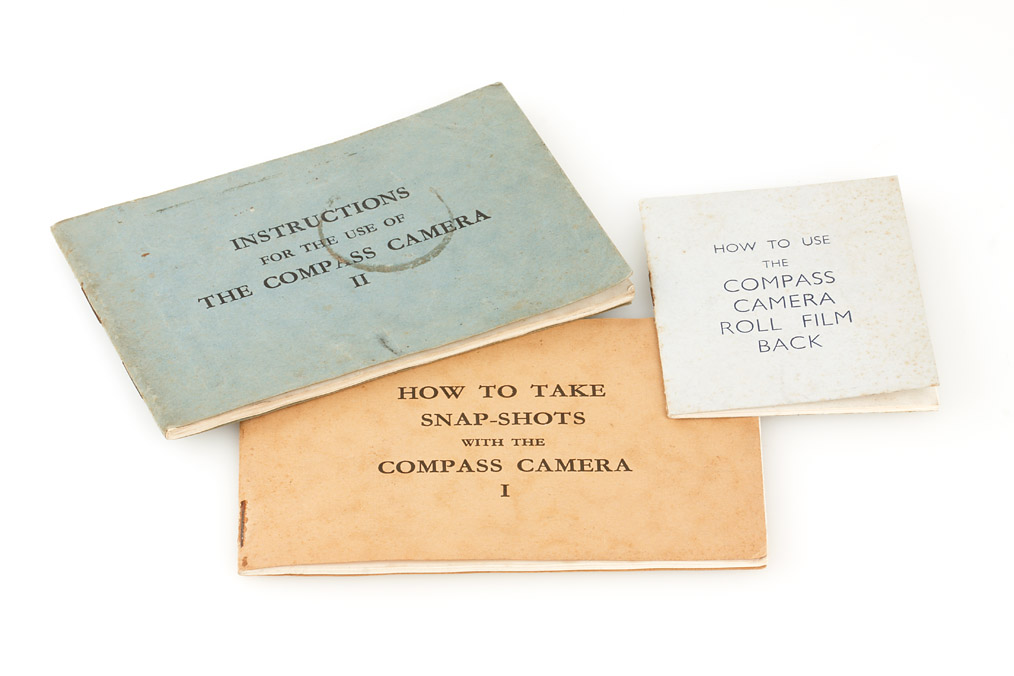 INSTRUCTIONS
FOR THE USE OF
THE COMPASS CAMERA
II
HOW TO USE
THE
COMPASS
CAMERA
ROLL FILM
BACK
HOW TO TAKE
SNAP-SHOTS
WITH THE
COMPASS CAMERA
I